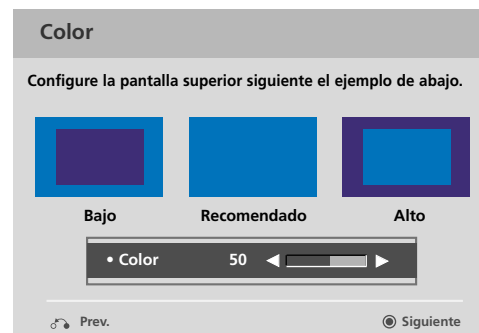 Color
Configure la pantalla superior siguiente el ejemplo de abajo.
Bajo Recomendado Alto
• Color 50
Prev. Siguiente